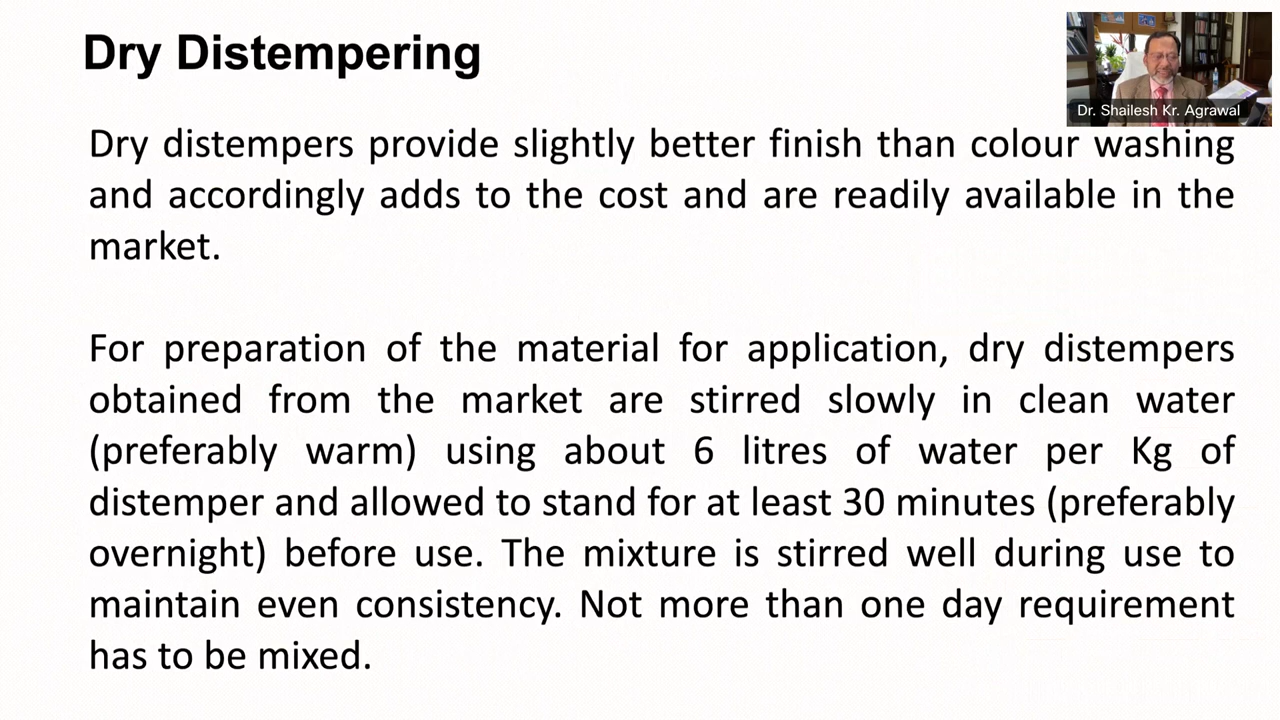 Dry Distempering
Dr. Shailesh Kr. Agrawal
Dry distempers provide slightly better finish than colour washing
and accordingly adds to the cost and are readily available in the
market.
For preparation of the material for application, dry distempers
obtained from the market are stirred slowly in clean water
(preferably warm) using about 6 litres of water per Kg of
distemper and allowed to stand for at least 30 minutes (preferably
overnight) before use. The mixture is stirred well during use to
maintain even consistency. Not more than one day requirement
has to be mixed.